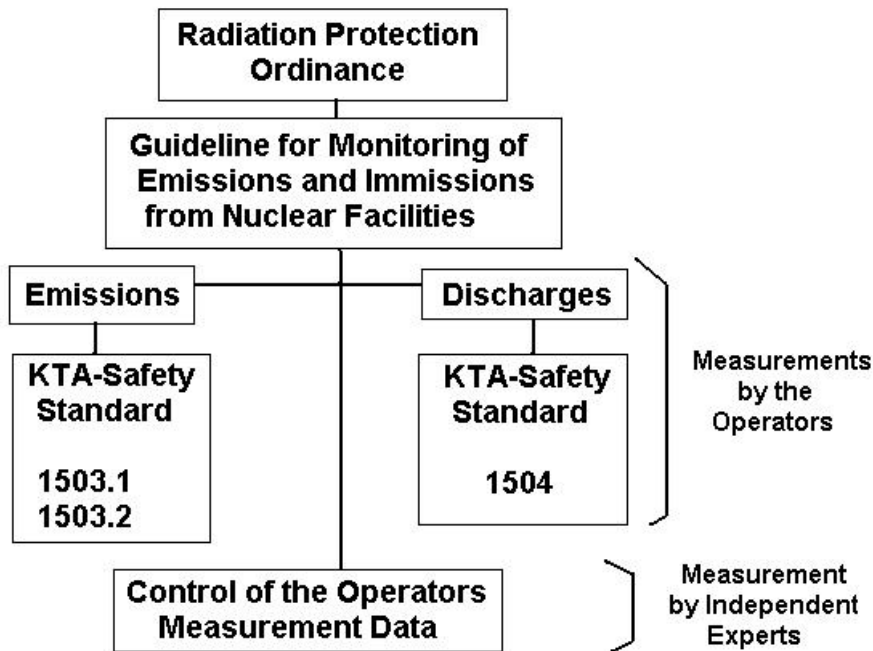 Radiation Protection
Ordinance
Guideline for Monitoring of
Emissions and Immissions
from Nuclear Facilities
Emissions
Discharges
KTA-Safety
Standard
1503.1
1503.2
KTA-Safety
Standard
1504
Measurements
by the
Operators
Control of the Operators
Measurement Data
Measurement
by Independent
Experts